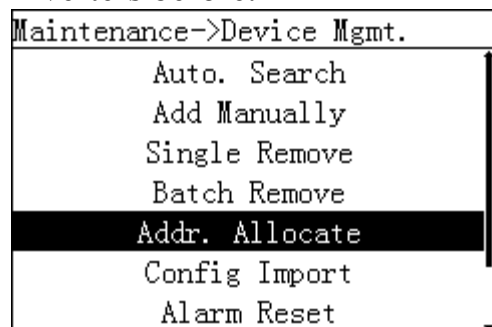 Maintenance->Device Mgmt.
Auto. Search
Add Manually
Single Remove
Batch Remove
Addr. Allocate
Config Import
Alarm Reset